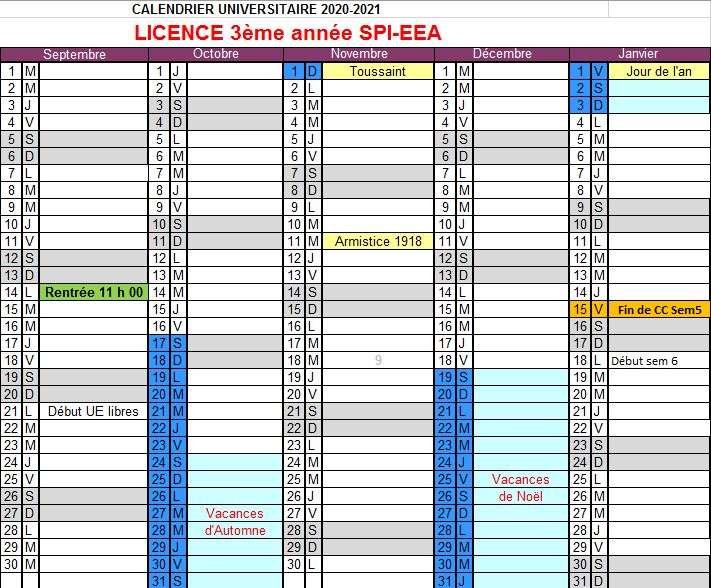 CALENDRIER UNIVERSITAIRE 2020-2021
LICENCE 3ème année SPI-EEA
Septembre Octobre Novembre Décembre Janvier
1 M 1 J 1 D Toussaint 1 M 1 V Jour de l'an
2 M 2 V 2 L 2 M 2 S
3 J 3 S 3 M 3 J 3 D
4 V 4 D 4 M 4 V 4 L
5 S 5 L 5 J 5 S 5 M
6 D 6 M 6 V 6 D 6 M
7 L 7 M 7 S 7 L 7 J
8 M 8 J 8 D 8 M 8 V
9 M 9 V 9 L 9 M 9 S
10 J 10 S 10 M 10 J 10 D
11 V 11 D 11 M Armistice 1918 11 V 11 L
12 S 12 L 12 J 12 S 12 M
13 D 13 M 13 V 13 D 13 M
14 L Rentrée 11 h 00 14 M 14 S 14 L 14 J
15 M 15 J 15 D 15 M 15 V Fin de CC Sem5
16 M 16 V 16 L 16 M 16 S
17 J 17 S 17 M 17 J 17 D
18 V 18 D 18 M 9 18 V 18 L Début sem 6
19 S 19 L 19 J 19 S 19 M
20 D 20 M 20 V 20 D 20 M
21 L Début UE libres 21 M 21 S 21 L 21 J
22 M 22 J 22 D 22 M 22 V
23 M 23 V 23 L 23 M 23 S
24 J 24 S 24 M 24 J 24 D
25 V 25 D 25 M 25 V Vacances 25 L
26 S 26 L 26 J 26 S de Noël 26 M
27 D 27 M Vacances 27 V 27 D 27 M
28 L 28 M d'Automne 28 S 28 L 28 J
29 M 29 J 29 D 29 M 29 V
30 M 30 V 30 L 30 M 30 S
31 S 31 J 31 D